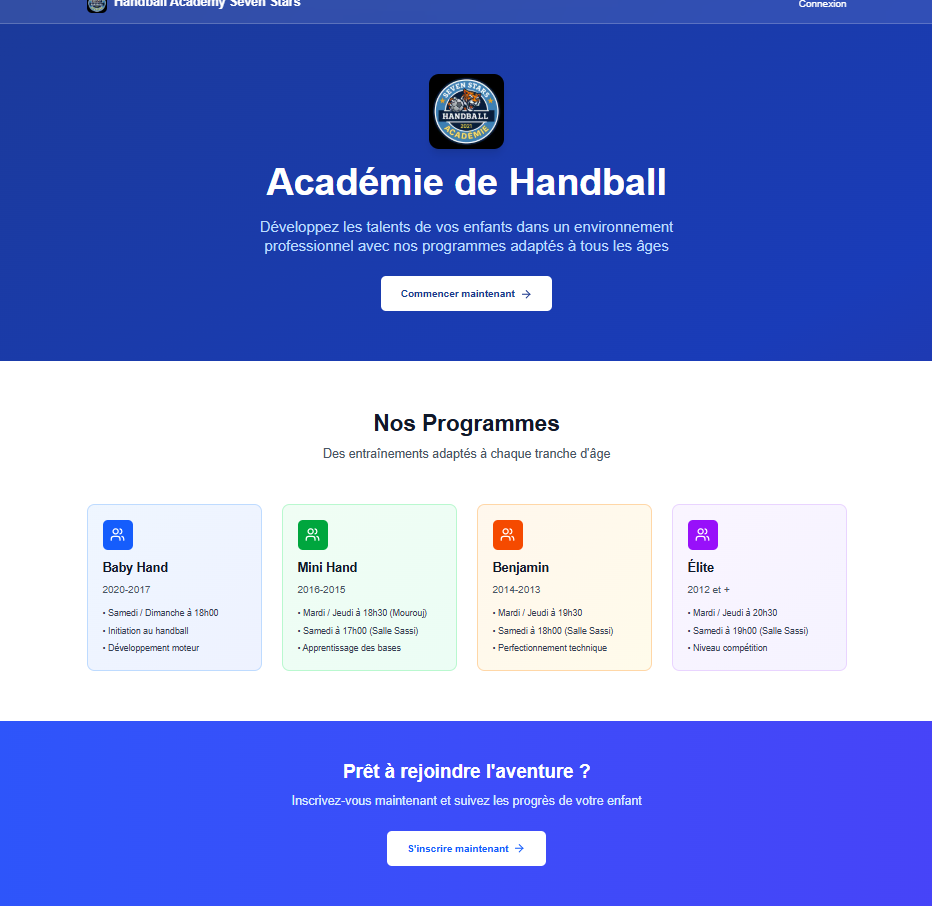 Handball Academy Seven Stars
Connexion
SEVEN STARS
HANDBALL
2021
ACADÉMIE
Académie de Handball
Développez les talents de vos enfants dans un environnement
professionnel avec nos programmes adaptés à tous les âges
Commencer maintenant →
Nos Programmes
Des entraînements adaptés à chaque tranche d'âge
Baby Hand
2020-2017
• Samedi / Dimanche à 18h00
• Initiation au handball
• Développement moteur
Mini Hand
2016-2015
• Mardi / Jeudi à 18h30 (Mourouj)
• Samedi à 17h00 (Salle Sassi)
• Apprentissage des bases
Benjamin
2014-2013
• Mardi / Jeudi à 19h30
• Samedi à 18h00 (Salle Sassi)
• Perfectionnement technique
Élite
2012 et +
• Mardi / Jeudi à 20h30
• Samedi à 19h00 (Salle Sassi)
• Niveau compétition
Prêt à rejoindre l'aventure ?
Inscrivez-vous maintenant et suivez les progrès de votre enfant
S'inscrire maintenant →